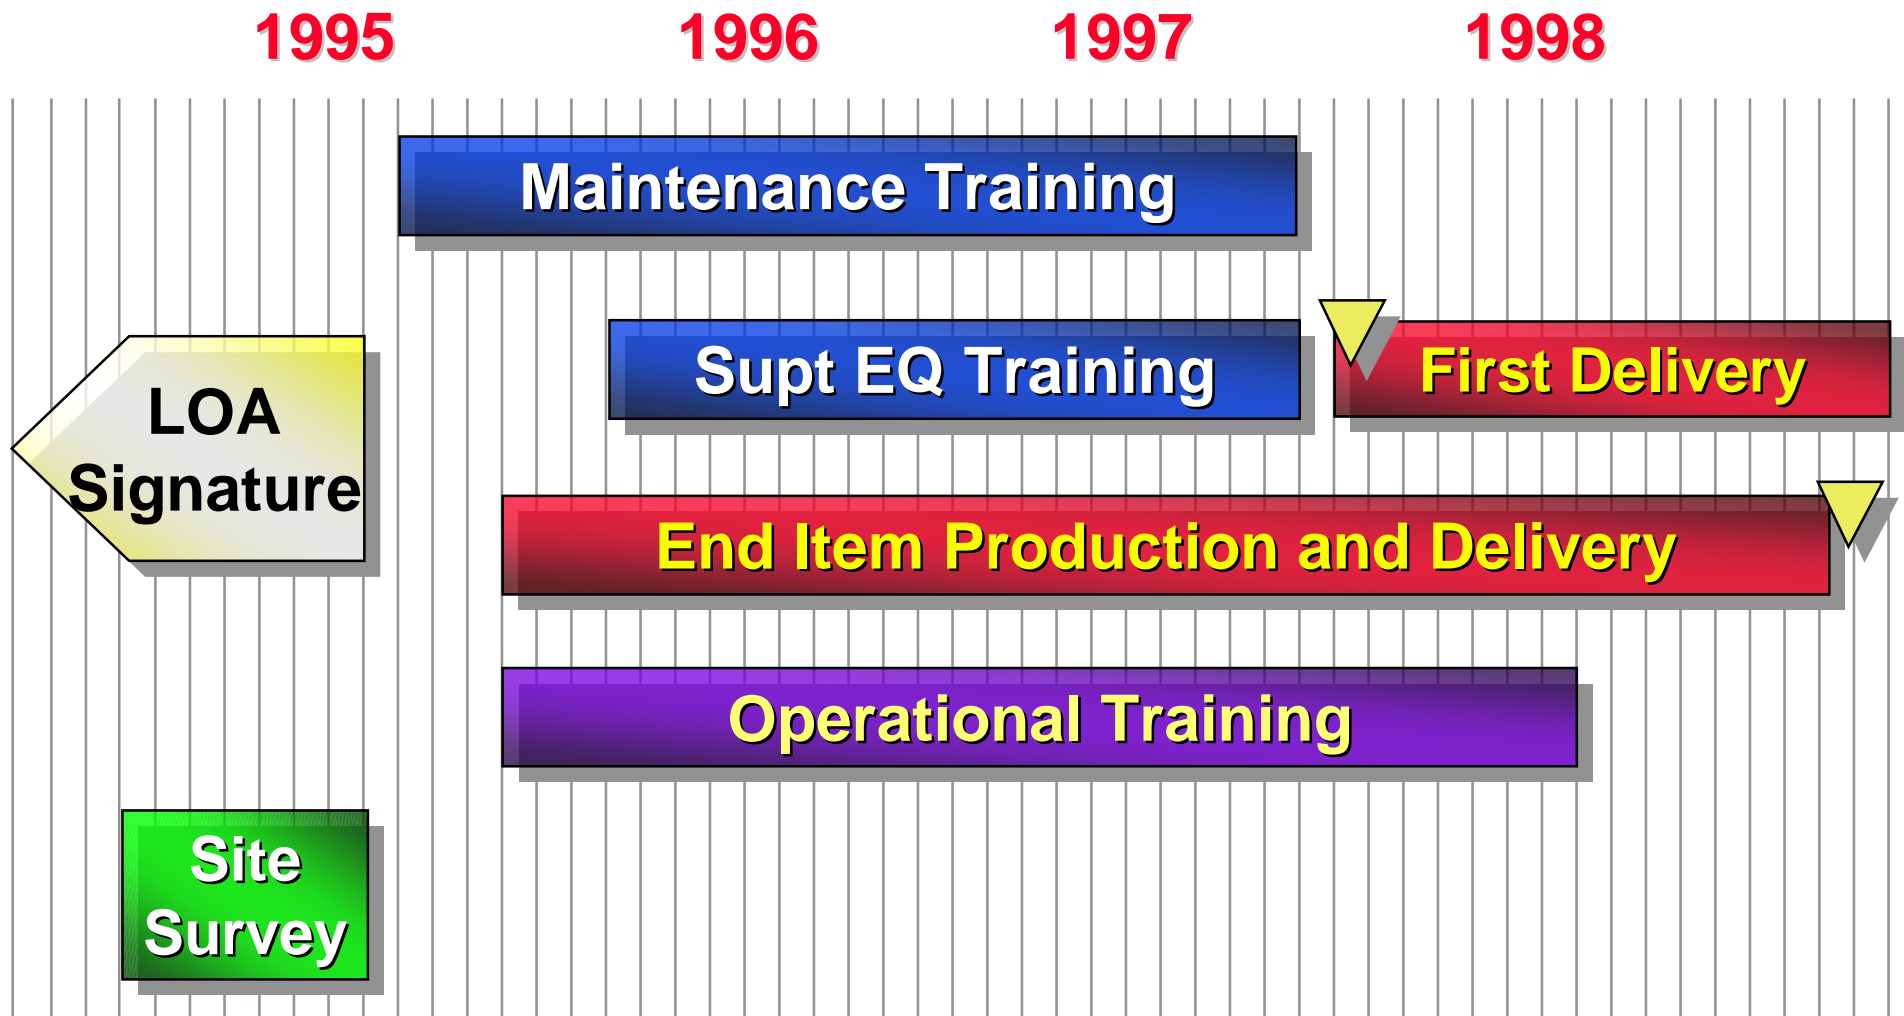 1995 1996 1997 1998
Maintenance Training
Supt EQ Training
First Delivery
LOA
Signature
End Item Production and Delivery
Operational Training
Site
Survey